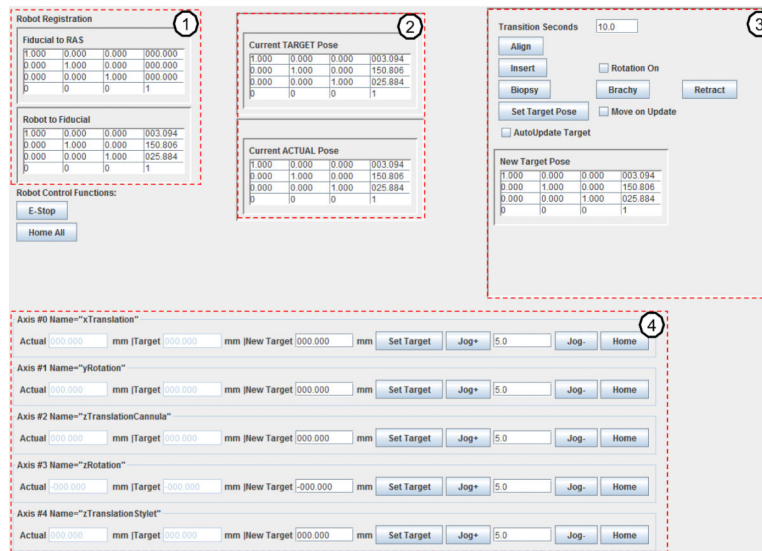 Robot Registration
1
Fiducial to RAS
1.000 0.000 0.000 000.000
0.000 1.000 0.000 000.000
0.000 0.000 1.000 000.000
0 0 0 1
Robot to Fiducial
1.000 0.000 0.000 003.094
0.000 1.000 0.000 150.806
0.000 0.000 1.000 025.884
0 0 0 1
Robot Control Functions:
E-Stop
Home All
2
Current TARGET Pose
1.000 0.000 0.000 003.094
0.000 1.000 0.000 150.806
0.000 0.000 1.000 025.884
0 0 0 1
Current ACTUAL Pose
1.000 0.000 0.000 003.094
0.000 1.000 0.000 150.806
0.000 0.000 1.000 025.884
0 0 0 1
3
Transition Seconds 10.0
Align
Insert Rotation On
Biopsy Brachy Retract
Set Target Pose Move on Update
AutoUpdate Target
New Target Pose
1.000 0.000 0.000 003.094
0.000 1.000 0.000 150.806
0.000 0.000 1.000 025.884
0 0 0 1
4
Axis #0 Name="xTranslation"
Actual 000.000 mm |Target 000.000 mm |New Target 000.000 mm Set Target Jog+ 5.0 Jog- Home
Axis #1 Name="yRotation"
Actual 000.000 mm |Target 000.000 mm |New Target 000.000 mm Set Target Jog+ 5.0 Jog- Home
Axis #2 Name="zTranslationCannula"
Actual 000.000 mm |Target 000.000 mm |New Target 000.000 mm Set Target Jog+ 5.0 Jog- Home
Axis #3 Name="zRotation"
Actual -000.000 mm |Target -000.000 mm |New Target -000.000 mm Set Target Jog+ 5.0 Jog- Home
Axis #4 Name="zTranslationStylet"
Actual 000.000 mm |Target 000.000 mm |New Target 000.000 mm Set Target Jog+ 5.0 Jog- Home